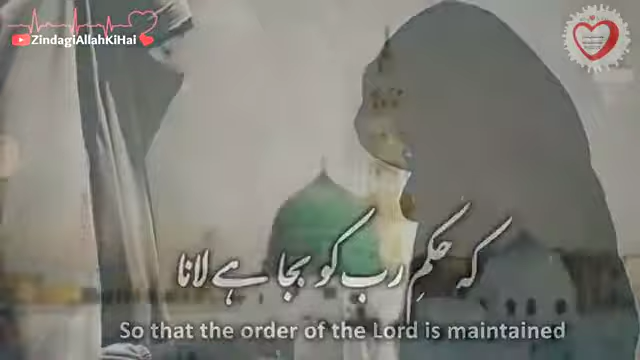 ZindagiAllahKiHai
کہ حکمِ رب کو بجا ہے لانا
So that the order of the Lord is maintained